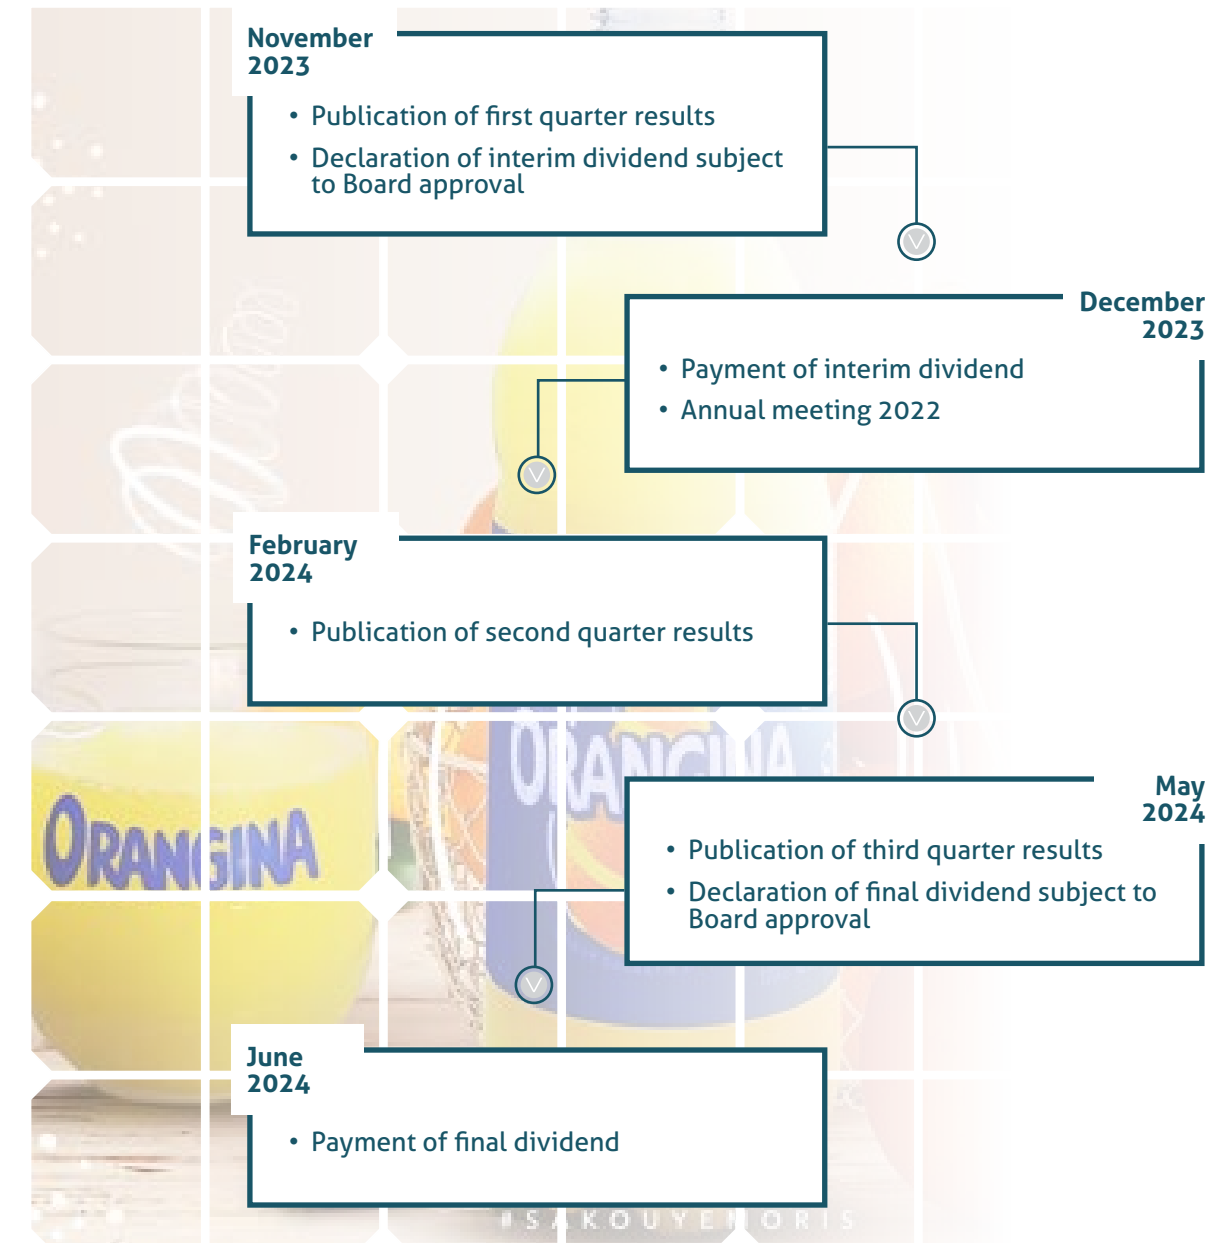 November
2023
• Publication of first quarter results
• Declaration of interim dividend subject
to Board approval
December
2023
• Payment of interim dividend
• Annual meeting 2022
February
2024
• Publication of second quarter results
ORANGINA
ORANGINA
May
2024
• Publication of third quarter results
• Declaration of final dividend subject to
Board approval
June
2024
• Payment of final dividend